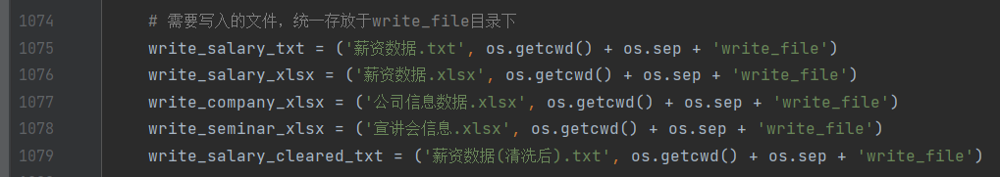 1074 # 需要写入的文件，统一存放于write_file目录下
1075 write_salary_txt = ('薪资数据.txt', os.getcwd() + os.sep + 'write_file')
1076 write_salary_xlsx = ('薪资数据.xlsx', os.getcwd() + os.sep + 'write_file')
1077 write_company_xlsx = ('公司信息数据.xlsx', os.getcwd() + os.sep + 'write_file')
1078 write_seminar_xlsx = ('宣讲会信息.xlsx', os.getcwd() + os.sep + 'write_file')
1079 write_salary_cleared_txt = ('薪资数据(清洗后).txt', os.getcwd() + os.sep + 'write_file')